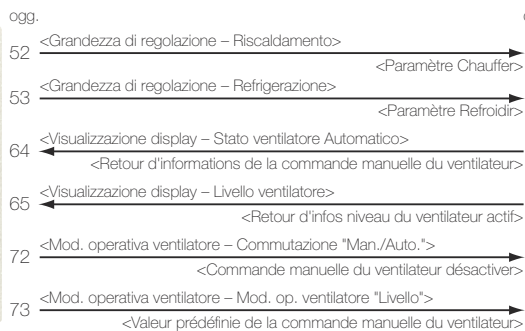 ogg.
52 <Grandezza di regolazione – Riscaldamento>
<Paramètre Chauffer>
53 <Grandezza di regolazione – Refrigerazione>
<Paramètre Refroidir>
64 <Visualizzazione display – Stato ventilatore Automatico>
<Retour d'informations de la commande manuelle du ventilateur>
65 <Visualizzazione display – Livello ventilatore>
<Retour d'infos niveau du ventilateur actif>
72 <Mod. operativa ventilatore – Commutazione "Man./Auto.">
<Commande manuelle du ventilateur désactiver>
73 <Mod. operativa ventilatore – Mod. op. ventilatore "Livello">
<Valeur prédéfinie de la commande manuelle du ventilateur>